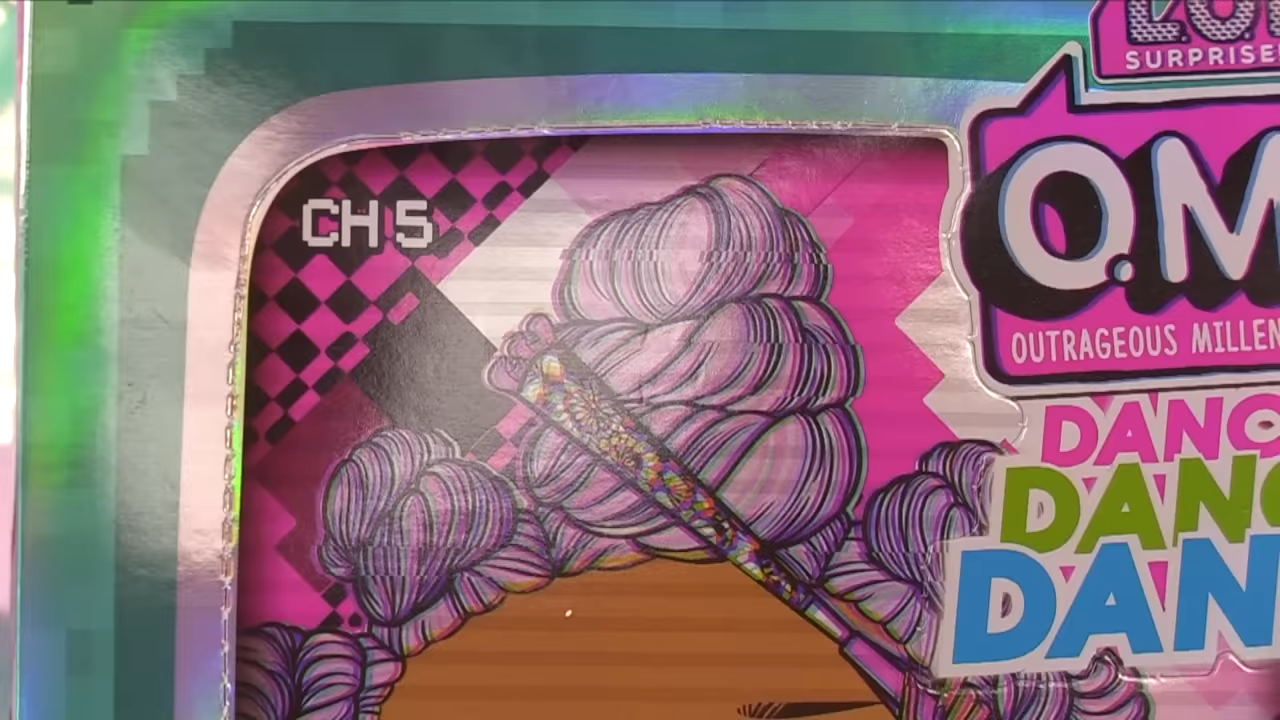 L.O.
SURPRISE
O.M
OUTRAGEOUS MILLEN
CH 5
DANC
DANC
DAN